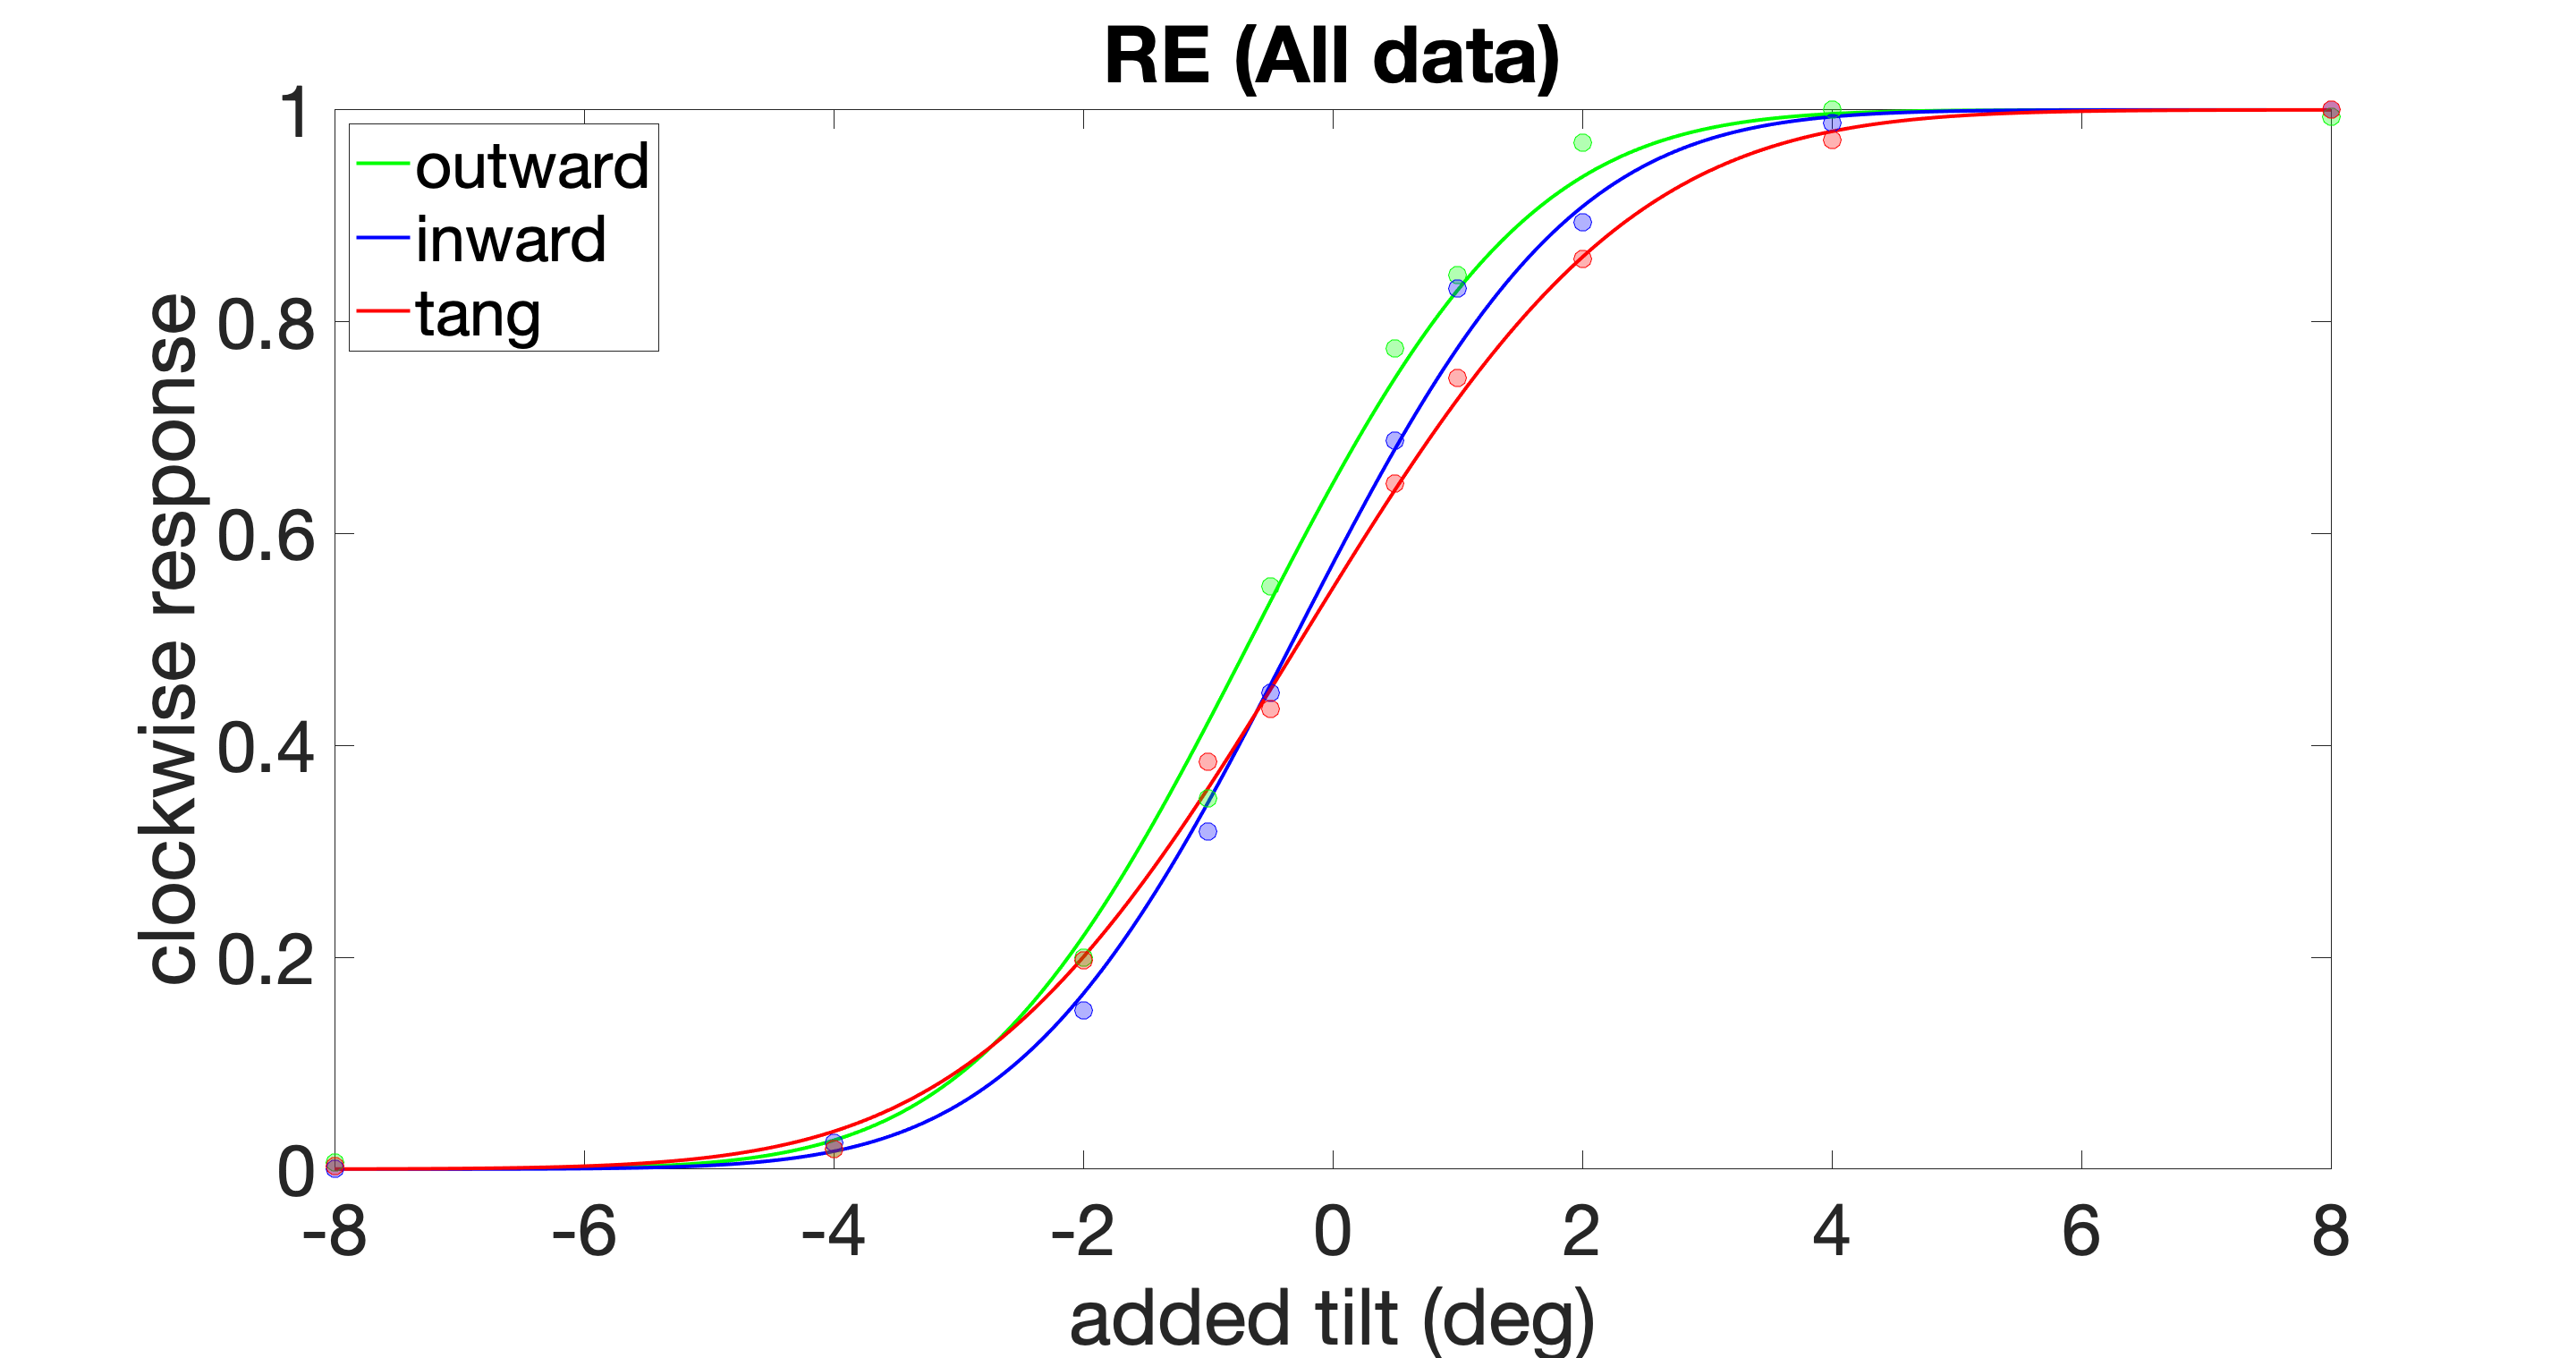 RE (All data)
outward
inward
tang
clockwise response
1
0.8
0.6
0.4
0.2
0
-8 -6 -4 -2 0 2 4 6 8
added tilt (deg)